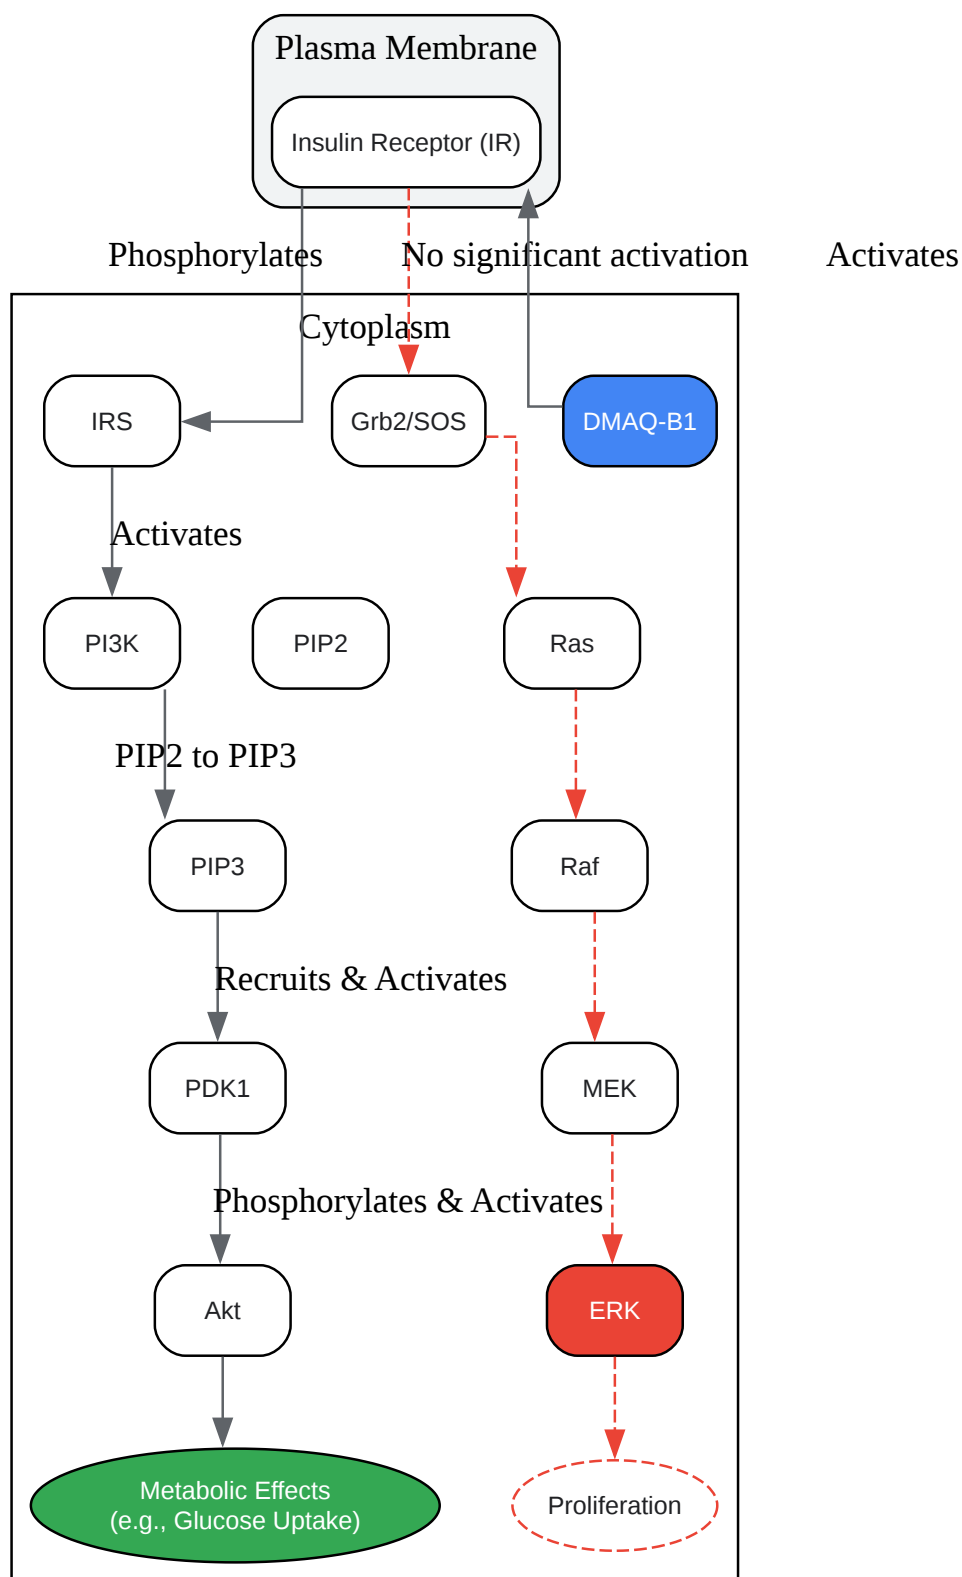 Plasma Membrane
Insulin Receptor (IR)
Phosphorylates
No significant activation
Activates
Cytoplasm
IRS
Grb2/SOS
DMAQ-B1
Activates
PI3K
PIP2
Ras
PIP2 to PIP3
PIP3
Raf
Recruits & Activates
PDK1
MEK
Phosphorylates & Activates
Akt
ERK
Metabolic Effects
(e.g., Glucose Uptake)
Proliferation